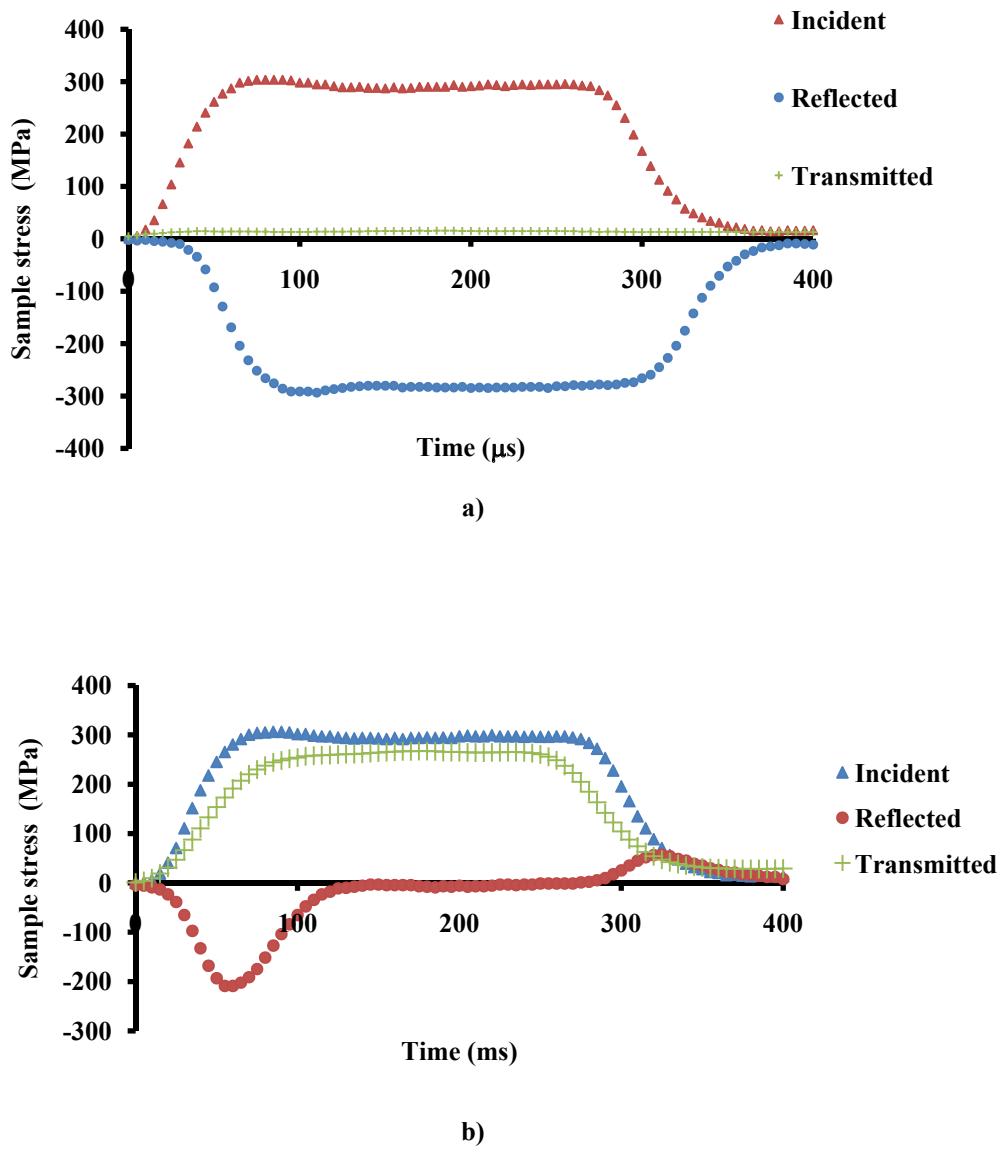 400
300
200
100
0
-100
-200
-300
-400
Sample stress (MPa)
0 100 200 300 400
Time (μs)
Incident
Reflected
Transmitted
a)
400
300
200
100
0
-100
-200
-300
Sample stress (MPa)
0 100 200 300 400
Time (ms)
Incident
Reflected
Transmitted
b)